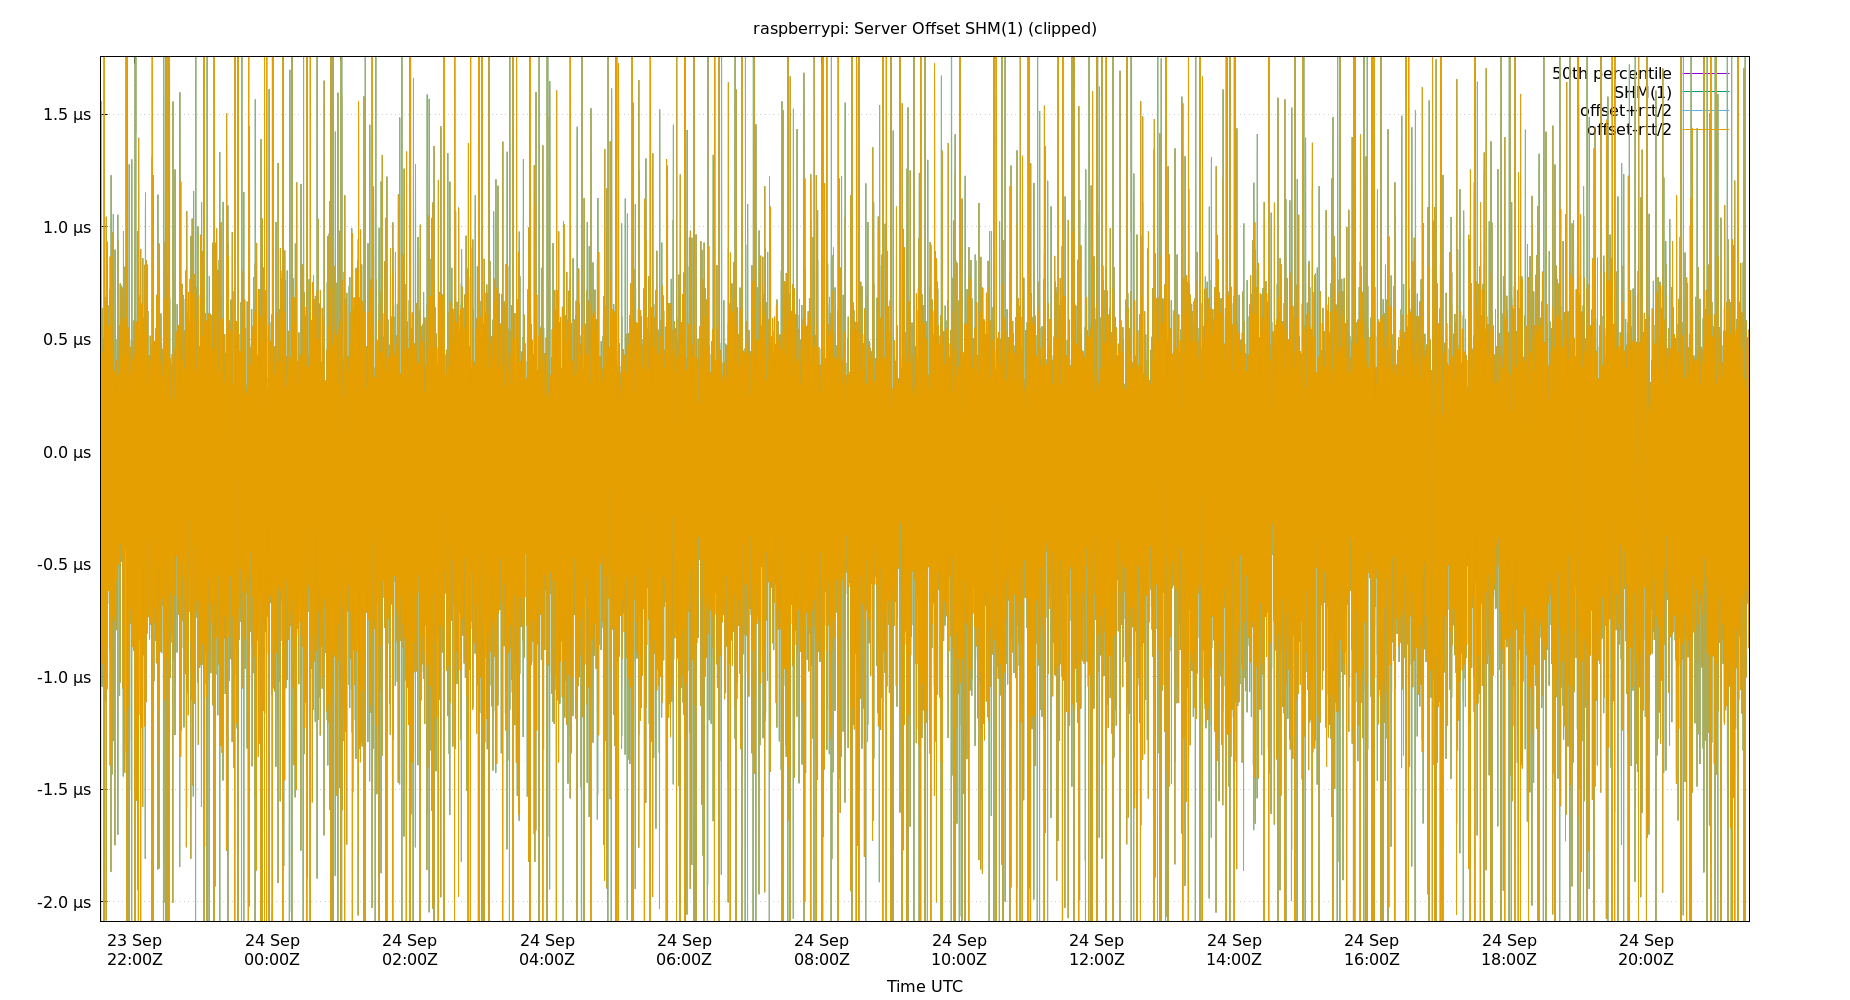 raspberrypi: Server Offset SHM(1) (clipped)
50th percentile
SHM(1)
offset+rtt/2
offset-rtt/2
1.5 µs
1.0 µs
0.5 µs
0.0 µs
-0.5 µs
-1.0 µs
-1.5 µs
-2.0 µs
23 Sep 24 Sep 24 Sep 24 Sep 24 Sep 24 Sep 24 Sep 24 Sep 24 Sep 24 Sep 24 Sep 24 Sep
22:00Z 00:00Z 02:00Z 04:00Z 06:00Z 08:00Z 10:00Z 12:00Z 14:00Z 16:00Z 18:00Z 20:00Z
Time UTC